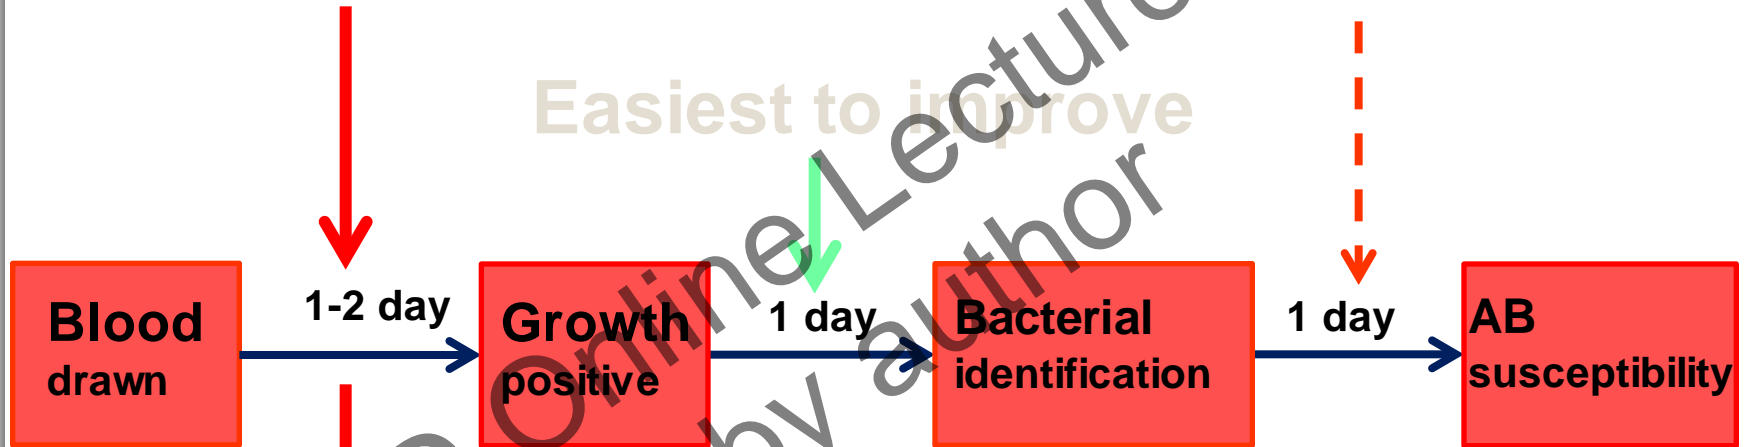 Easiest to improve
Blood
drawn
1-2 day
Growth
positive
1 day
Bacterial
identification
1 day
AB
susceptibility
Online Lecture
by author